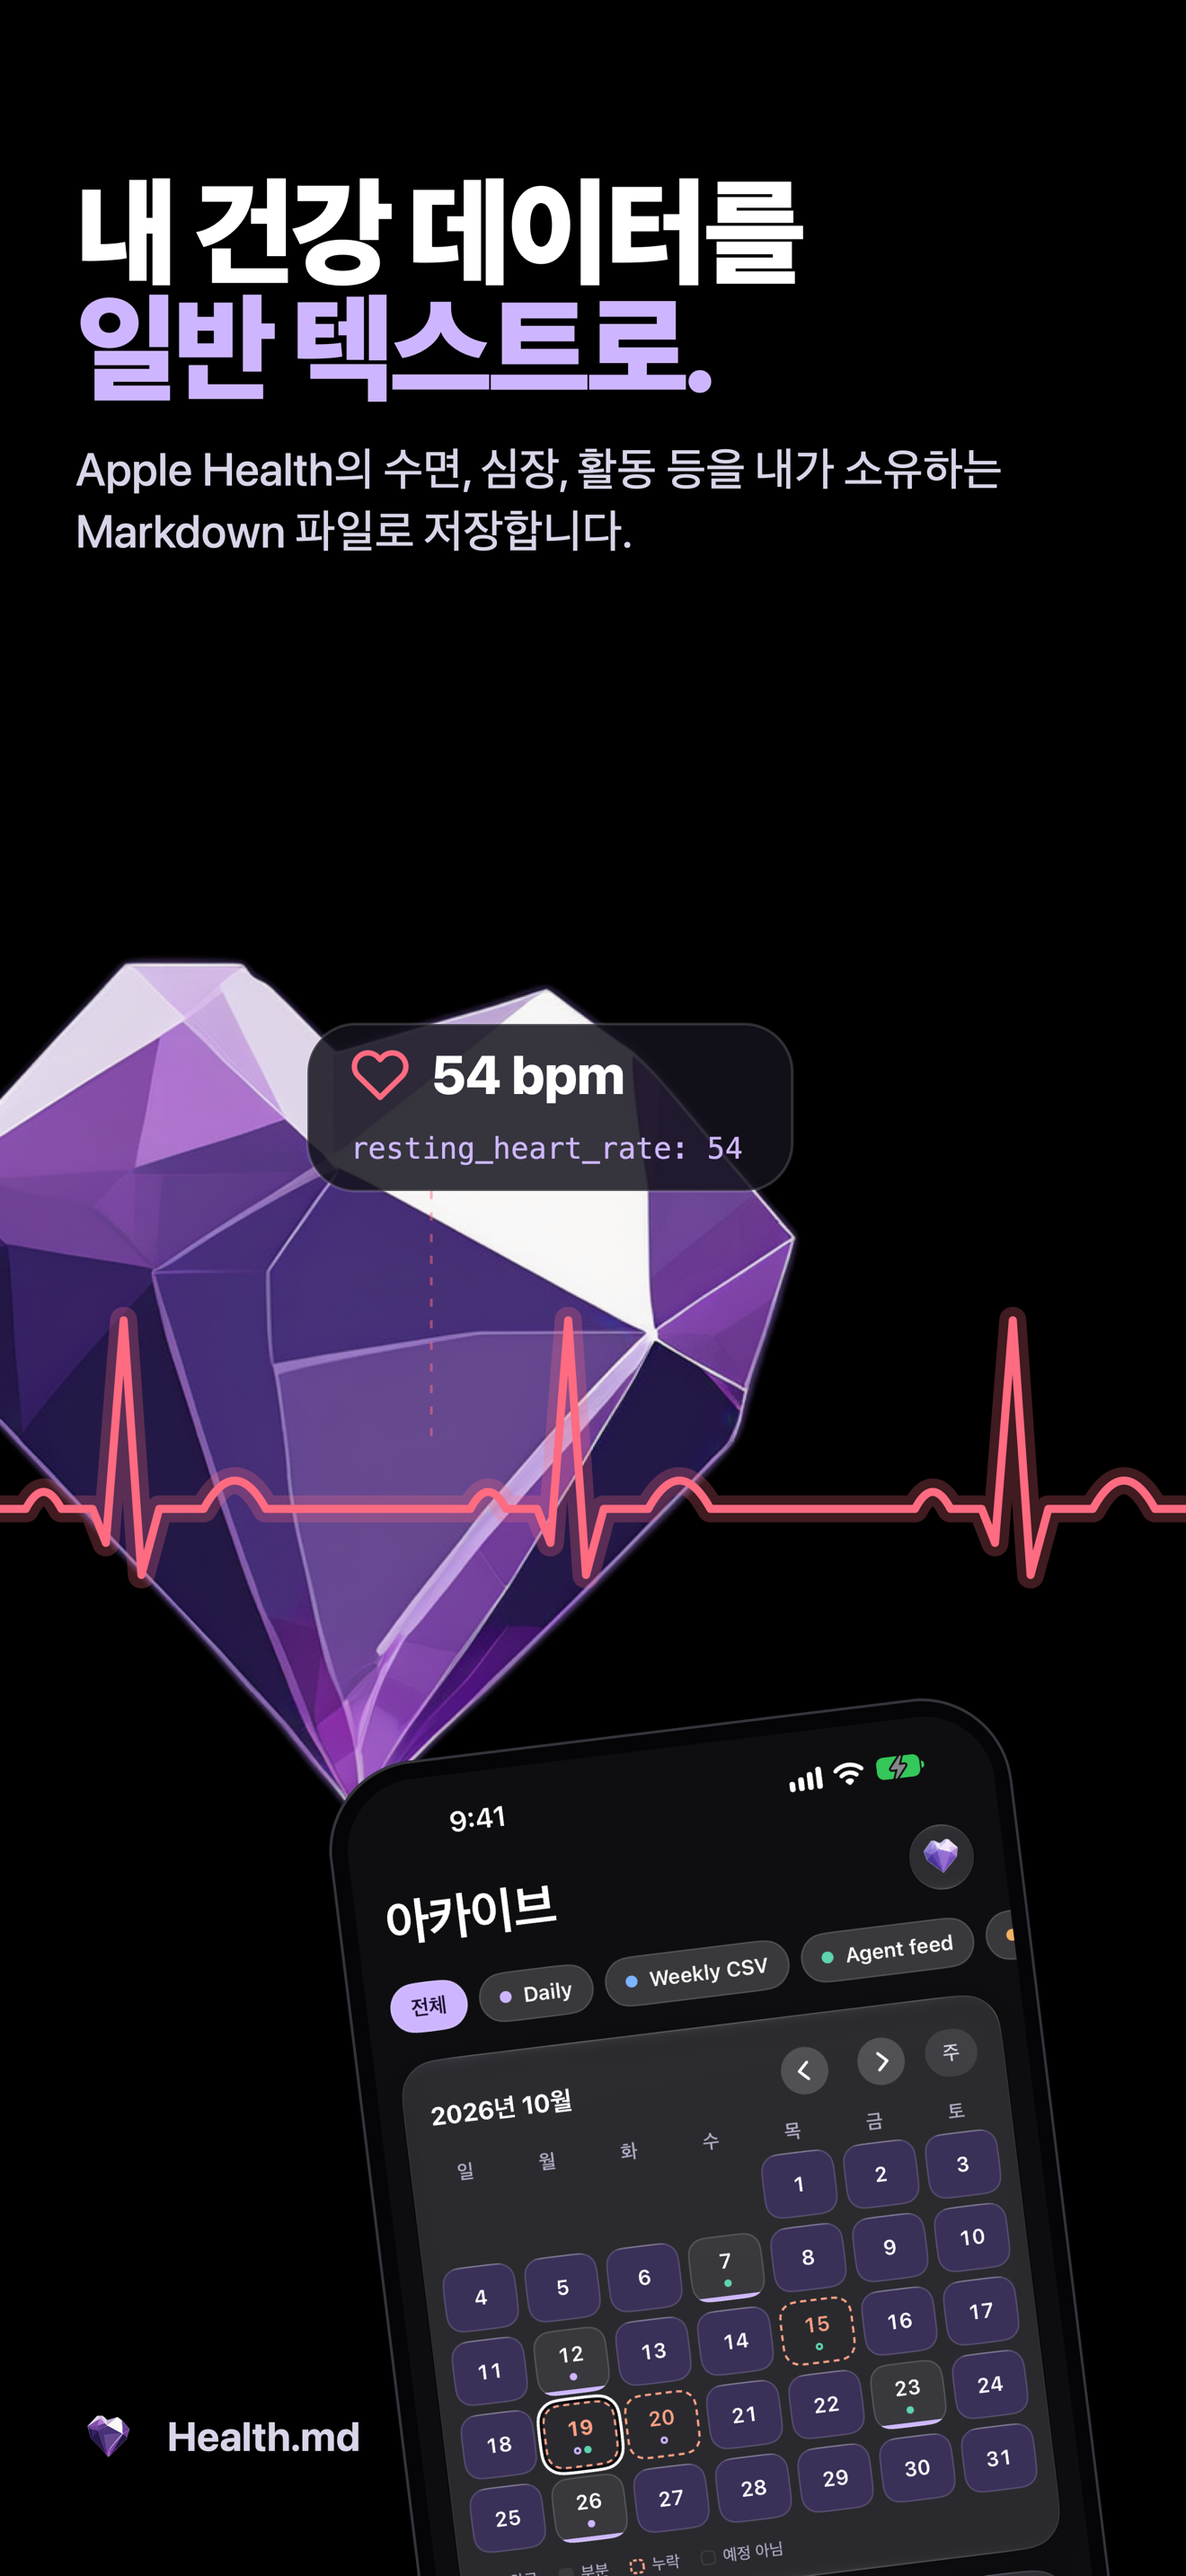 내 건강 데이터를
일반 텍스트로.
Apple Health의 수면, 심장, 활동 등을 내가 소유하는
Markdown 파일로 저장합니다.
54 bpm
resting_heart_rate: 54
9:41
아카이브
전체 Daily Weekly CSV Agent feed
2026년 10월 주
일 월 화 수 목 금 토
1 2 3
4 5 6 7 8 9 10
11 12 13 14 15 16 17
18 19 20 21 22 23 24
25 26 27 28 29 30 31
부분 누락 예정 아님
Health.md